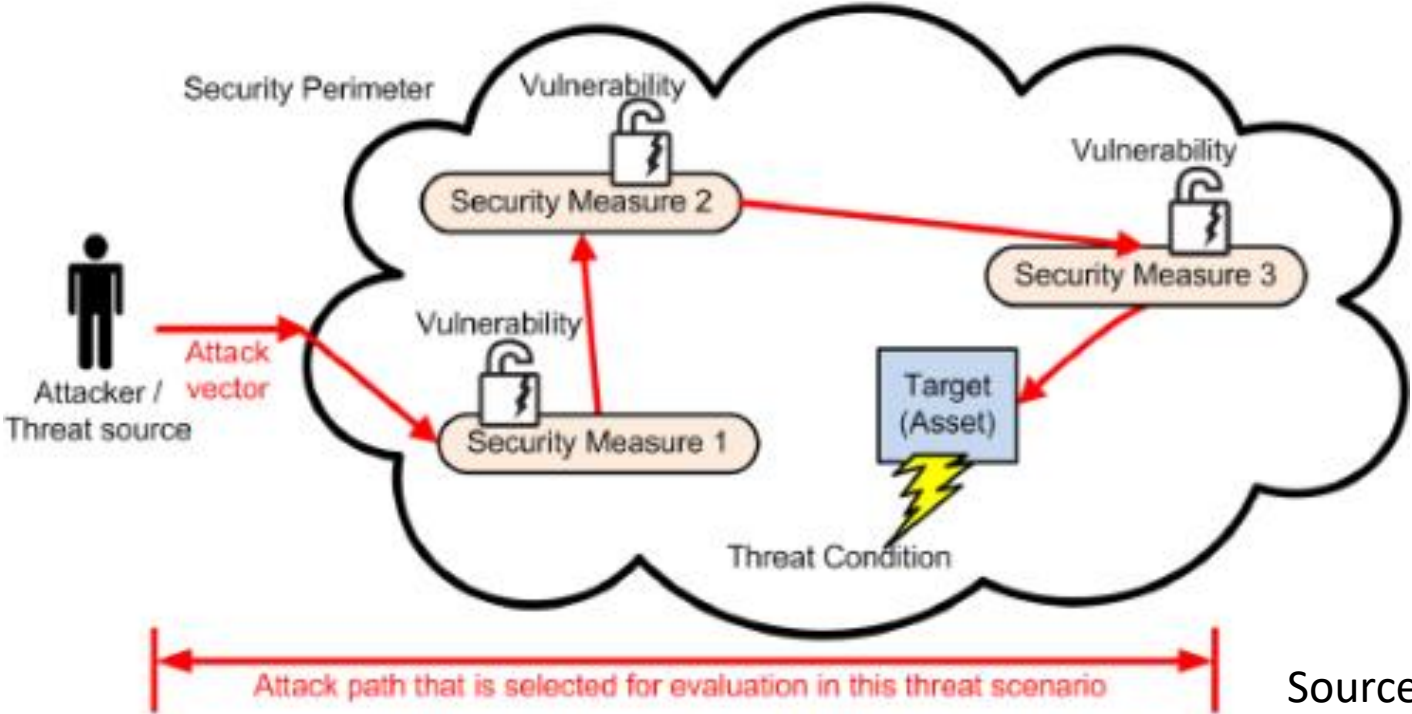 Security Perimeter
Vulnerability
Security Measure 2
Vulnerability
Security Measure 3
Attacker /
Threat source
Attack
vector
Vulnerability
Security Measure 1
Target
(Asset)
Threat Condition
Attack path that is selected for evaluation in this threat scenario
Source